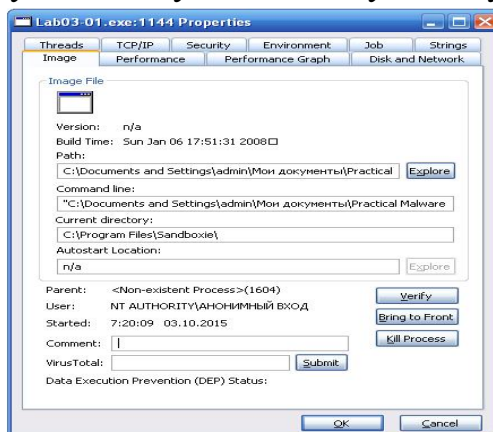 Lab03-01.exe:1144 Properties
Threads TCP/IP Security Environment Job Strings
Image Performance Performance Graph Disk and Network
Image File
Version: n/a
Build Time: Sun Jan 06 17:51:31 2008
Path:
C:\Documents and Settings\admin\Мои документы\Practical Explore
Command line:
"C:\Documents and Settings\admin\Мои документы\Practical Malware
Current directory:
C:\Program Files\Sandboxie\
Autostart Location:
n/a Explore
Parent: <Non-existent Process>(1604) Verify
User: NT AUTHORITY\АНОНИМНЫЙ ВХОД
Bring to Front
Started: 7:20:09 03.10.2015
Comment: Kill Process
VirusTotal: Submit
Data Execution Prevention (DEP) Status:
OK Cancel